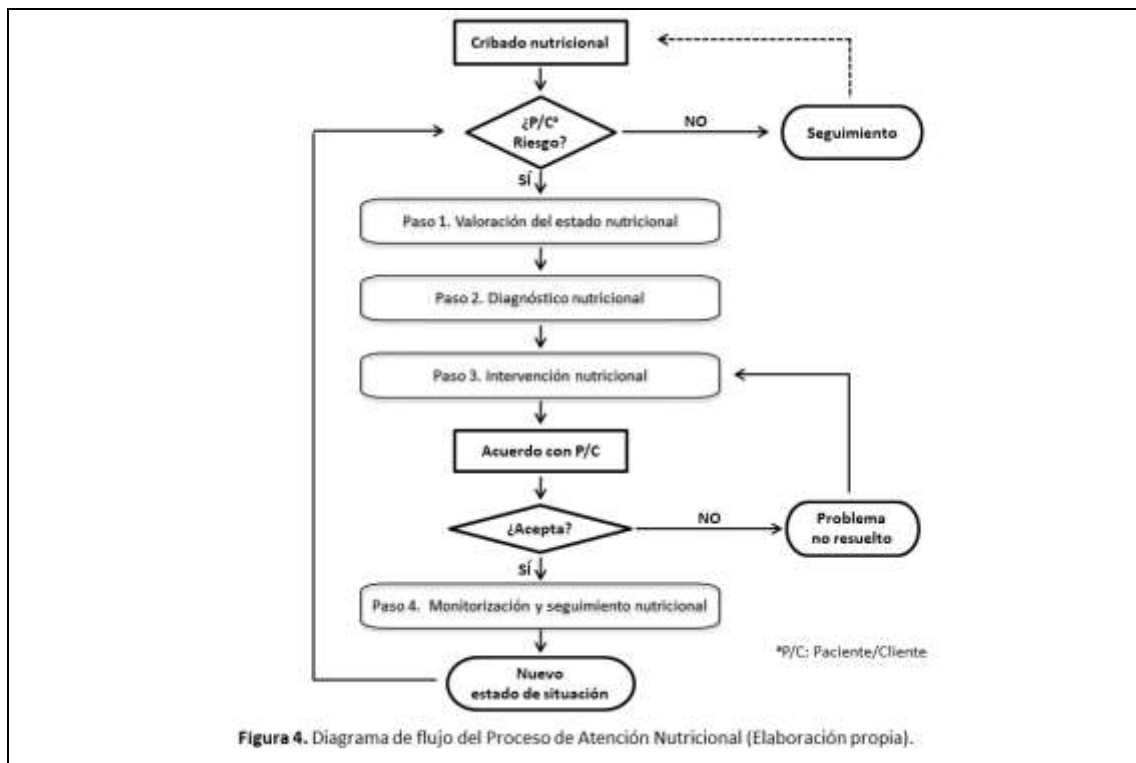 Cribado nutricional
¿P/Cª
Riesgo?
NO
Seguimiento
SÍ
Paso 1. Valoración del estado nutricional
Paso 2. Diagnóstico nutricional
Paso 3. Intervención nutricional
Acuerdo con P/C
¿Acepta?
NO
Problema
no resuelto
SÍ
Paso 4. Monitorización y seguimiento nutricional
ªP/C: Paciente/Cliente
Nuevo
estado de situación
Figura 4. Diagrama de flujo del Proceso de Atención Nutricional (Elaboración propia).